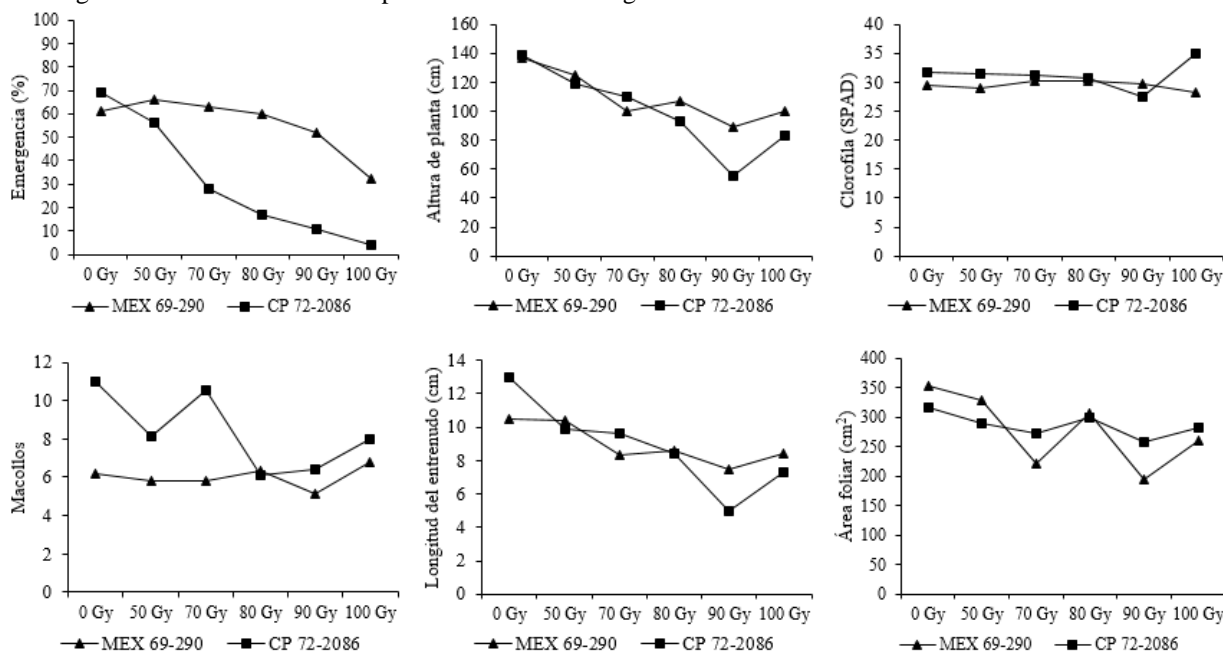 Emergencia (%)
100
90
80
70
60
50
40
30
20
10
0
0 Gy 50 Gy 70 Gy 80 Gy 90 Gy 100 Gy
MEX 69-290 CP 72-2086
Altura de planta (cm)
160
140
120
100
80
60
40
20
0
0 Gy 50 Gy 70 Gy 80 Gy 90 Gy 100 Gy
MEX 69-290 CP 72-2086
Clorofila (SPAD)
40
35
30
25
20
15
10
5
0
0 Gy 50 Gy 70 Gy 80 Gy 90 Gy 100 Gy
MEX 69-290 CP 72-2086
Macollos
12
10
8
6
4
2
0
0 Gy 50 Gy 70 Gy 80 Gy 90 Gy 100 Gy
MEX 69-290 CP 72-2086
Longitud del entrenudo (cm)
14
12
10
8
6
4
2
0
0 Gy 50 Gy 70 Gy 80 Gy 90 Gy 100 Gy
MEX 69-290 CP 72-2086
Área foliar (cm²)
400
350
300
250
200
150
100
50
0
0 Gy 50 Gy 70 Gy 80 Gy 90 Gy 100 Gy
MEX 69-290 CP 72-2086